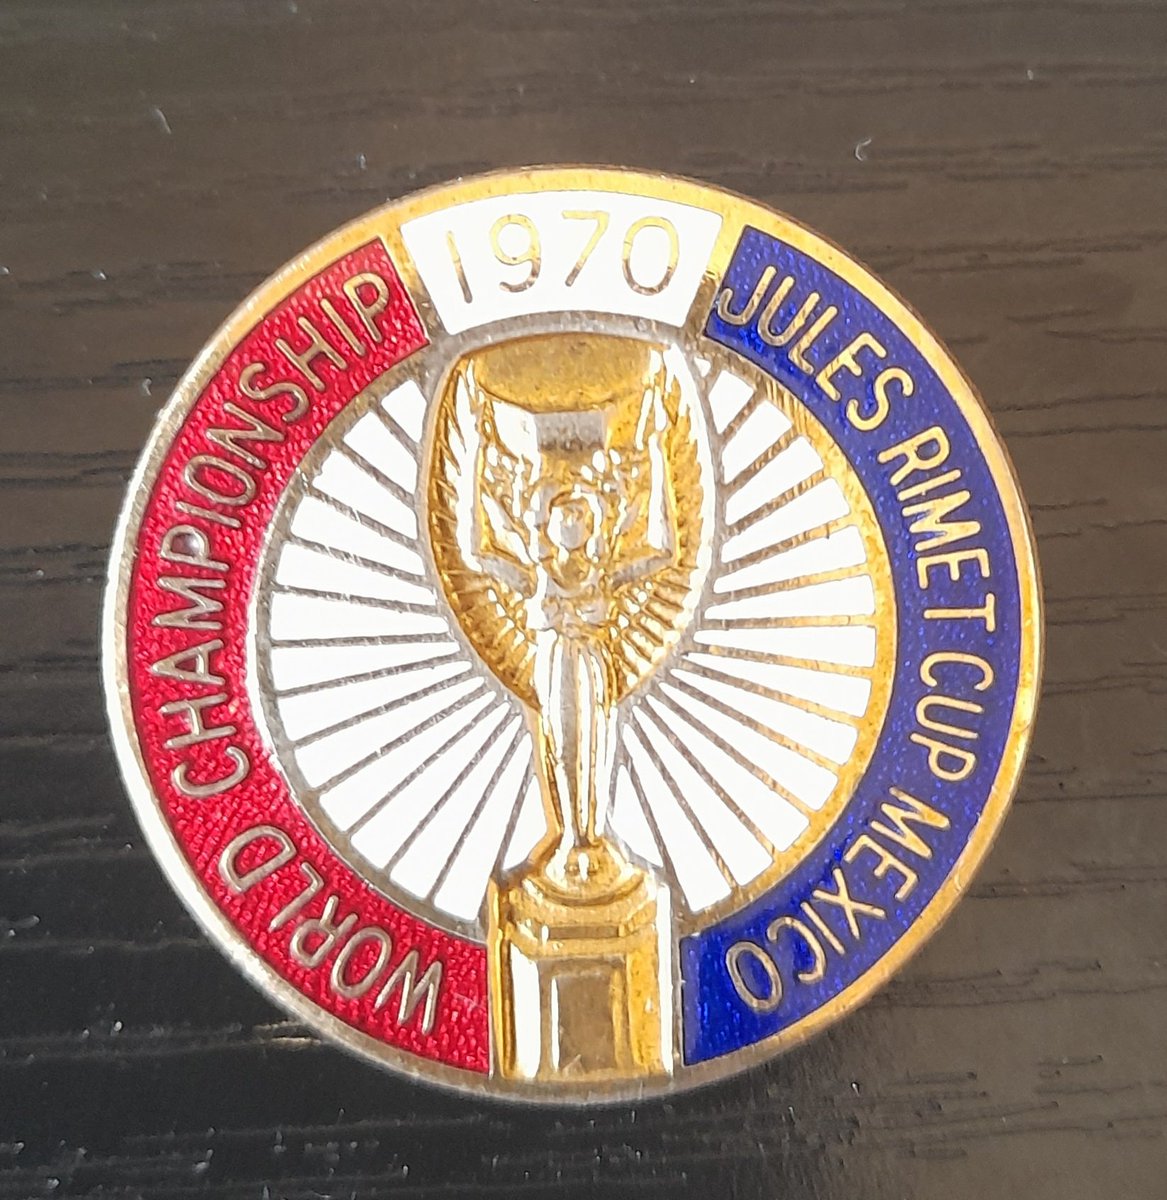 1970
WORLD CHAMPIONSHIP
JULES RIMET CUP MEXICO